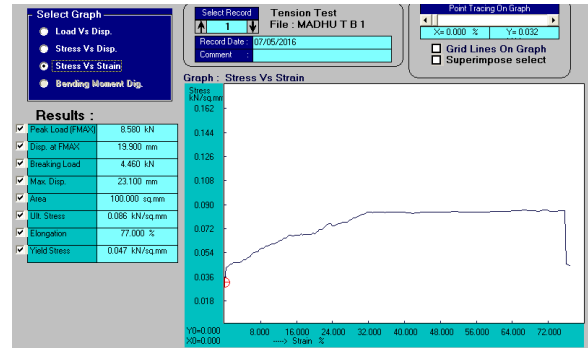 Select Graph
Load Vs Disp.
Stress Vs Disp.
Stress Vs Strain
Bending Moment Dig.
Select Record
1
Tension Test
File : MADHU T B 1
Record Date : 07/05/2016
Comment :
Point Tracing On Graph
X= 0.000 % Y= 0.032
Grid Lines On Graph
Superimpose select
Results :
Peak Load (FMAX) 8.580 kN
Disp. at FMAX 19.900 mm
Breaking Load 4.460 kN
Max. Disp. 23.100 mm
Area 100.000 sq.mm
Ult. Stress 0.086 kN/sq.mm
Elongation 77.000 %
Yield Stress 0.047 kN/sq.mm
Graph : Stress Vs Strain
Stress
kN/sq.mm
0.162
0.144
0.126
0.108
0.090
0.072
0.054
0.036
0.018
Y0=0.000 8.000 16.000 24.000 32.000 40.000 48.000 56.000 64.000 72.000
X0=0.000 ----> Strain %